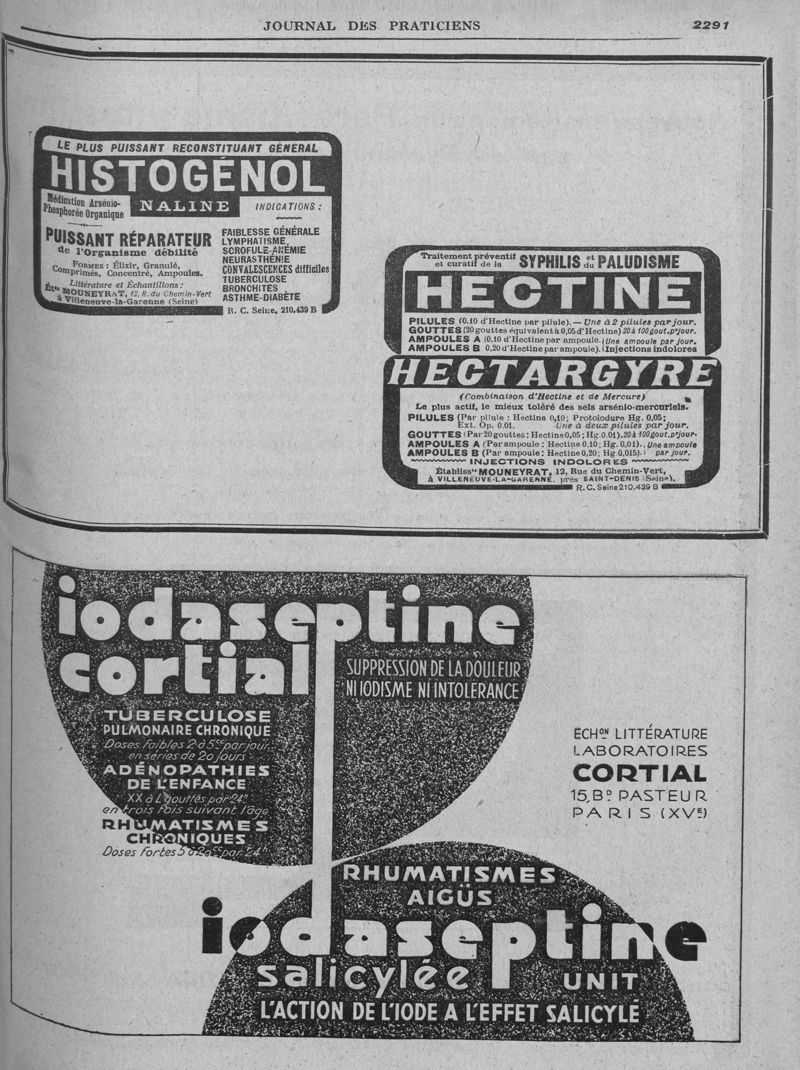 JOURNAL DES PRATICIENS 2291
LE PLUS PUISSANT RECONSTITUANT GÉNÉRAL
HISTOGÉNOL
Médication Arsénio-
Phosphorée Organique
NALINE
INDICATIONS :
PUISSANT RÉPARATEUR
de l'Organisme débilité
FORMES : Élixir, Granulé,
Comprimés, Concentré, Ampoules.
Littérature et Échantillons :
Éts MOUNEYRAT, 12, R. du Chemin-Vert
à Villeneuve-la-Garenne (Seine)
FAIBLESSE GÉNÉRALE
LYMPHATISME,
SCROFULE-ANÉMIE
NEURASTHÉNIE
CONVALESCENCES difficiles
TUBERCULOSE
BRONCHITES
ASTHME-DIABÈTE
R. C. Seine, 210.439 B
Traitement préventif
et curatif de la
SYPHILIS et du PALUDISME
HECTINE
PILULES (0.10 d'Hectine par pilule). — Une à 2 pilules par jour.
GOUTTES (20 gouttes équivalent à 0,05 d'Hectine) 20 à 100 gout. p'jour.
AMPOULES A (0,10 d'Hectine par ampoule. (Une ampoule par jour.
AMPOULES B 0,20 d'Hectine par ampoule). Injections indolores
HECTARGYRE
(Combinaison d'Hectine et de Mercure)
Le plus actif, le mieux toléré des sels arsénio-mercuriels.
PILULES (Par pilule : Hectine 0,10; Protoiodure Hg. 0,05;
Ext. Op. 0.01. Une à deux pilules par jour.
GOUTTES (Par 20 gouttes : Hectine 0,05 ; Hg. 0.01). 20 à 100 gout. p'jour.
AMPOULES A (Par ampoule : Hectine 0.10; Hg. 0,01). Une ampoule
AMPOULES B (Par ampoule : Hectine 0,20; Hg 0,015). par jour.
INJECTIONS INDOLORES
Établissts MOUNEYRAT, 12, Rue du Chemin-Vert,
à VILLENEUVE-LA-GARENNE, près SAINT-DENIS (Seine).
R. C. Seine 210.439 B
iodaseptine
cortial
SUPPRESSION DE LA DOULEUR
NI IODISME NI INTOLÉRANCE
TUBERCULOSE
PULMONAIRE CHRONIQUE
Doses faibles 2 à 5cc par jour
en séries de 20 jours
ADÉNOPATHIES
DE L'ENFANCE
XX à L gouttes par 24h
en trois fois suivant l'âge
RHUMATISMES
CHRONIQUES
Doses fortes 5 à 20cc par 24h
ECHON LITTÉRATURE
LABORATOIRES
CORTIAL
15, BD PASTEUR
PARIS (XVE)
RHUMATISMES
AIGÜS
iodaseptine
salicylée
UNIT
L'ACTION DE L'IODE A L'EFFET SALICYLÉ